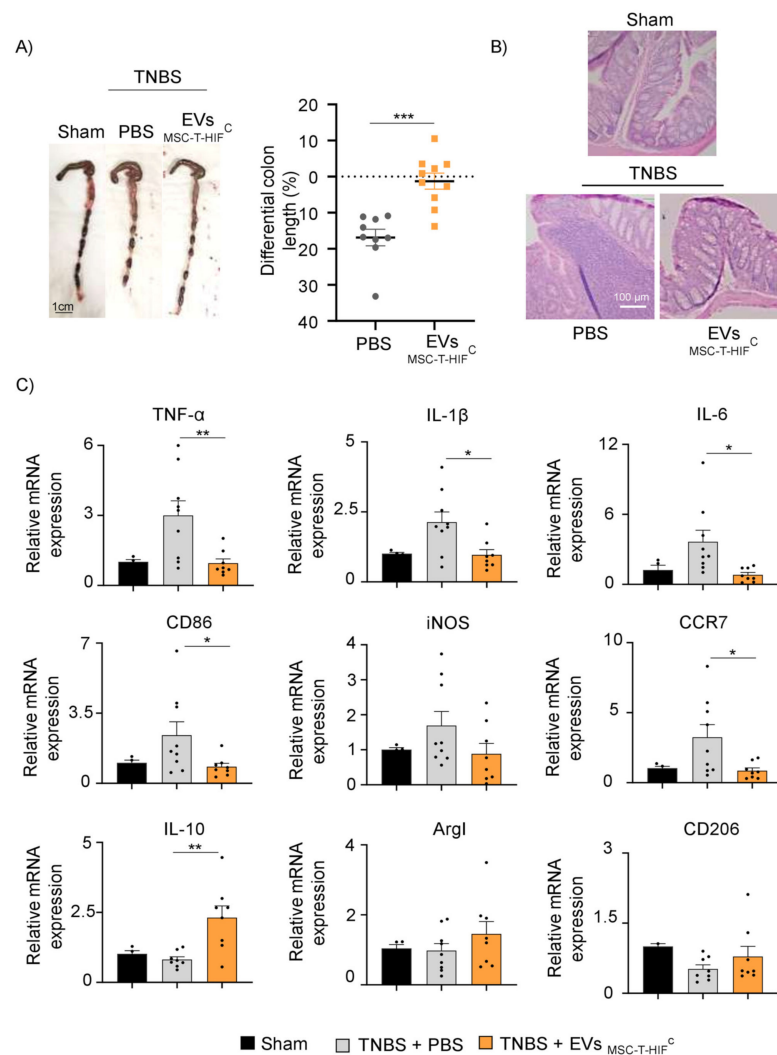 A)
TNBS
Sham
PBS
EVs
MSC-T-HIFC
1cm
Differential colon
length (%)
20
10
0
10
20
30
40
***
PBS
EVs
MSC-T-HIFC
B)
Sham
TNBS
100 µm
PBS
EVs
MSC-T-HIFC
C)
TNF-α
Relative mRNA
expression
6
3
0
**
IL-1β
Relative mRNA
expression
5
2.5
0
*
IL-6
Relative mRNA
expression
12
6
0
*
CD86
Relative mRNA
expression
7
3.5
0
*
iNOS
Relative mRNA
expression
4
3
2
1
0
CCR7
Relative mRNA
expression
10
5
0
*
IL-10
Relative mRNA
expression
5
2.5
0
**
ArgI
Relative mRNA
expression
4
2
0
CD206
Relative mRNA
expression
3
1.5
0
Sham
TNBS + PBS
TNBS + EVs MSC-T-HIFC